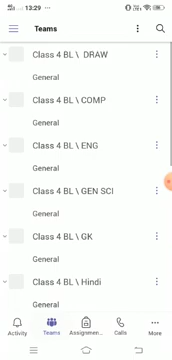 13:29
Teams
Class 4 BL \ DRAW
General
Class 4 BL \ COMP
General
Class 4 BL \ ENG
General
Class 4 BL \ GEN SCI
General
Class 4 BL \ GK
General
Class 4 BL \ Hindi
General
Activity Teams Assignmen... Calls More